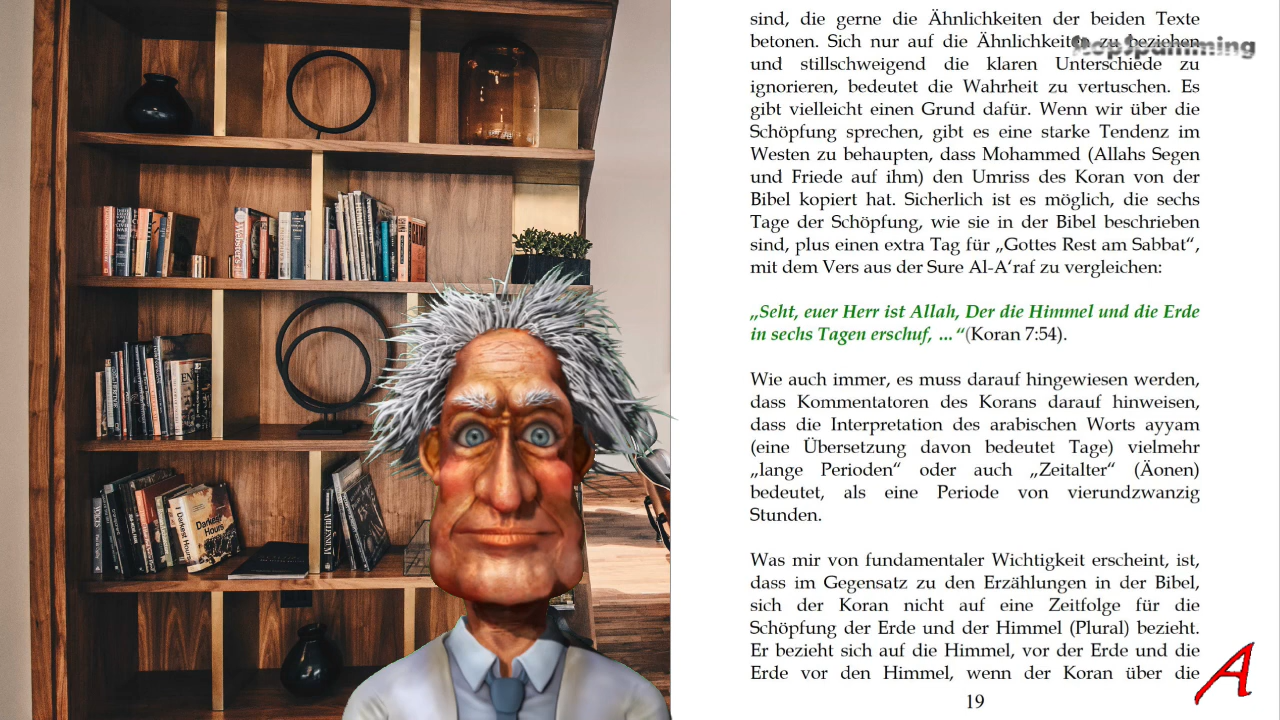 sind, die gerne die Ähnlichkeiten der beiden Texte
betonen. Sich nur auf die Ähnlichkeiten zu beziehen
und stillschweigend die klaren Unterschiede zu
ignorieren, bedeutet die Wahrheit zu vertuschen. Es
gibt vielleicht einen Grund dafür. Wenn wir über die
Schöpfung sprechen, gibt es eine starke Tendenz im
Westen zu behaupten, dass Mohammed (Allahs Segen
und Friede auf ihm) den Umriss des Koran von der
Bibel kopiert hat. Sicherlich ist es möglich, die sechs
Tage der Schöpfung, wie sie in der Bibel beschrieben
sind, plus einen extra Tag für „Gottes Rest am Sabbat“,
mit dem Vers aus der Sure Al-A‘raf zu vergleichen:
„Seht, euer Herr ist Allah, Der die Himmel und die Erde
in sechs Tagen erschuf, ...“(Koran 7:54).
Wie auch immer, es muss darauf hingewiesen werden,
dass Kommentatoren des Korans darauf hinweisen,
dass die Interpretation des arabischen Worts ayyam
(eine Übersetzung davon bedeutet Tage) vielmehr
„lange Perioden“ oder auch „Zeitalter“ (Äonen)
bedeutet, als eine Periode von vierundzwanzig
Stunden.
Was mir von fundamentaler Wichtigkeit erscheint, ist,
dass im Gegensatz zu den Erzählungen in der Bibel,
sich der Koran nicht auf eine Zeitfolge für die
Schöpfung der Erde und der Himmel (Plural) bezieht.
Er bezieht sich auf die Himmel, vor der Erde und die
Erde vor den Himmel, wenn der Koran über die
19
A
Darkest
Hours